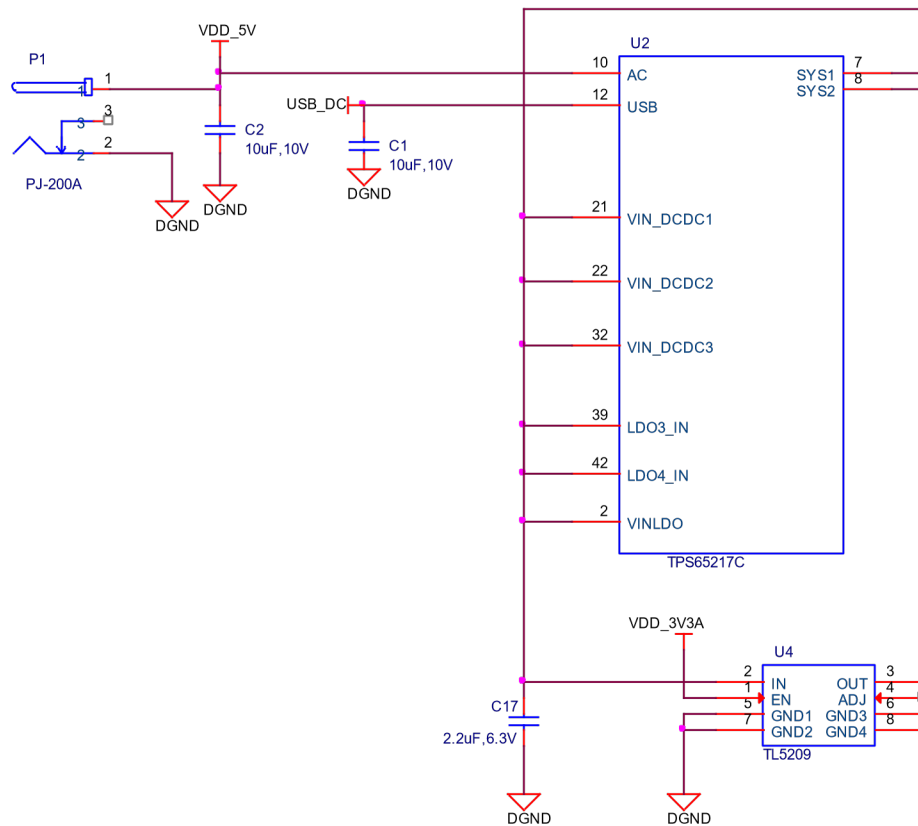 VDD_5V
P1
1
1
3
3
2
2
PJ-200A
DGND
C2
10uF,10V
DGND
USB_DC
C1
10uF,10V
DGND
U2
10
AC
12
USB
SYS1
7
SYS2
8
21
VIN_DCDC1
22
VIN_DCDC2
32
VIN_DCDC3
39
LDO3_IN
42
LDO4_IN
2
VINLDO
TPS65217C
VDD_3V3A
U4
2
IN
OUT
3
1
EN
ADJ
4
5
GND1
GND3
6
7
GND2
GND4
8
TL5209
C17
2.2uF,6.3V
DGND
DGND